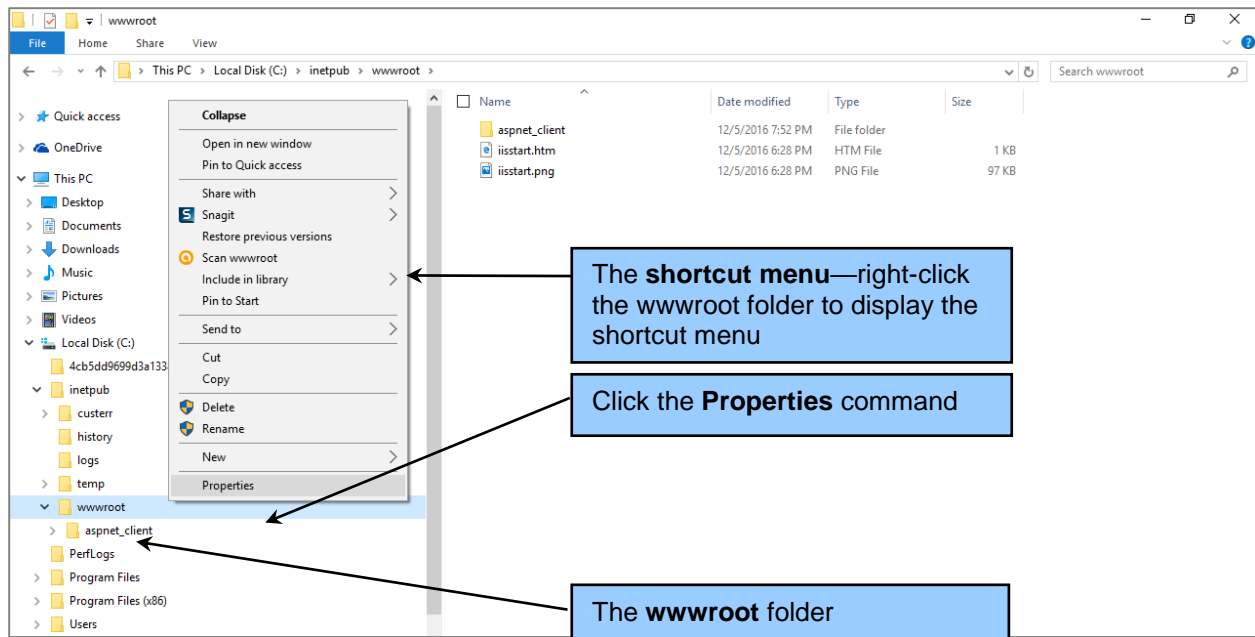 wwwroot
File Home Share View
This PC > Local Disk (C:) > inetpub > wwwroot >
Search wwwroot
Quick access
OneDrive
This PC
Desktop
Documents
Downloads
Music
Pictures
Videos
Local Disk (C:)
4cb5dd9699d3a133
inetpub
custerr
history
logs
temp
wwwroot
aspnet_client
PerfLogs
Program Files
Program Files (x86)
Users
Collapse
Open in new window
Pin to Quick access
Share with
Snagit
Restore previous versions
Scan wwwroot
Include in library
Pin to Start
Send to
Cut
Copy
Delete
Rename
New
Properties
Name Date modified Type Size
aspnet_client 12/5/2016 7:52 PM File folder
iisstart.htm 12/5/2016 6:28 PM HTM File 1 KB
iisstart.png 12/5/2016 6:28 PM PNG File 97 KB
The shortcut menu—right-click
the wwwroot folder to display the
shortcut menu
Click the Properties command
The wwwroot folder